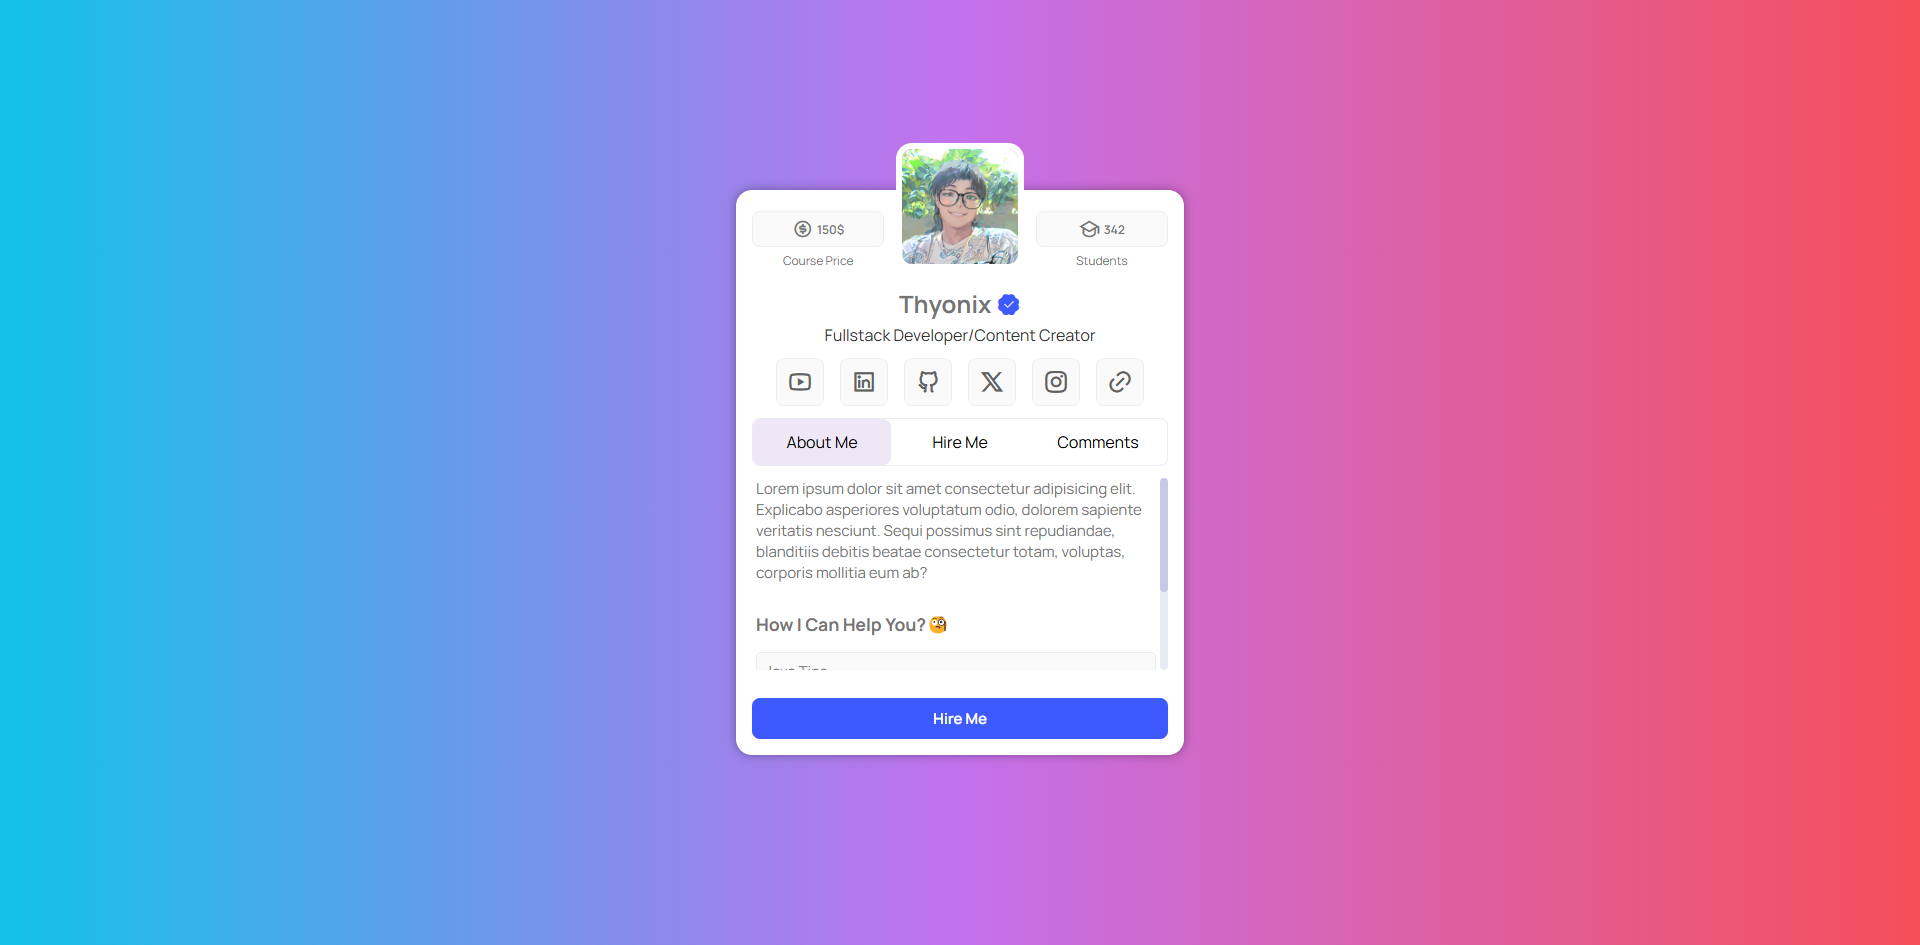 150$
Course Price
342
Students
Thyonix
Fullstack Developer/Content Creator
About Me
Hire Me
Comments
Lorem ipsum dolor sit amet consectetur adipisicing elit.
Explicabo asperiores voluptatum odio, dolorem sapiente
veritatis nesciunt. Sequi possimus sint repudiandae,
blanditiis debitis beatae consectetur totam, voluptas,
corporis mollitia eum ab?
How I Can Help You? 🧐
Hire Me